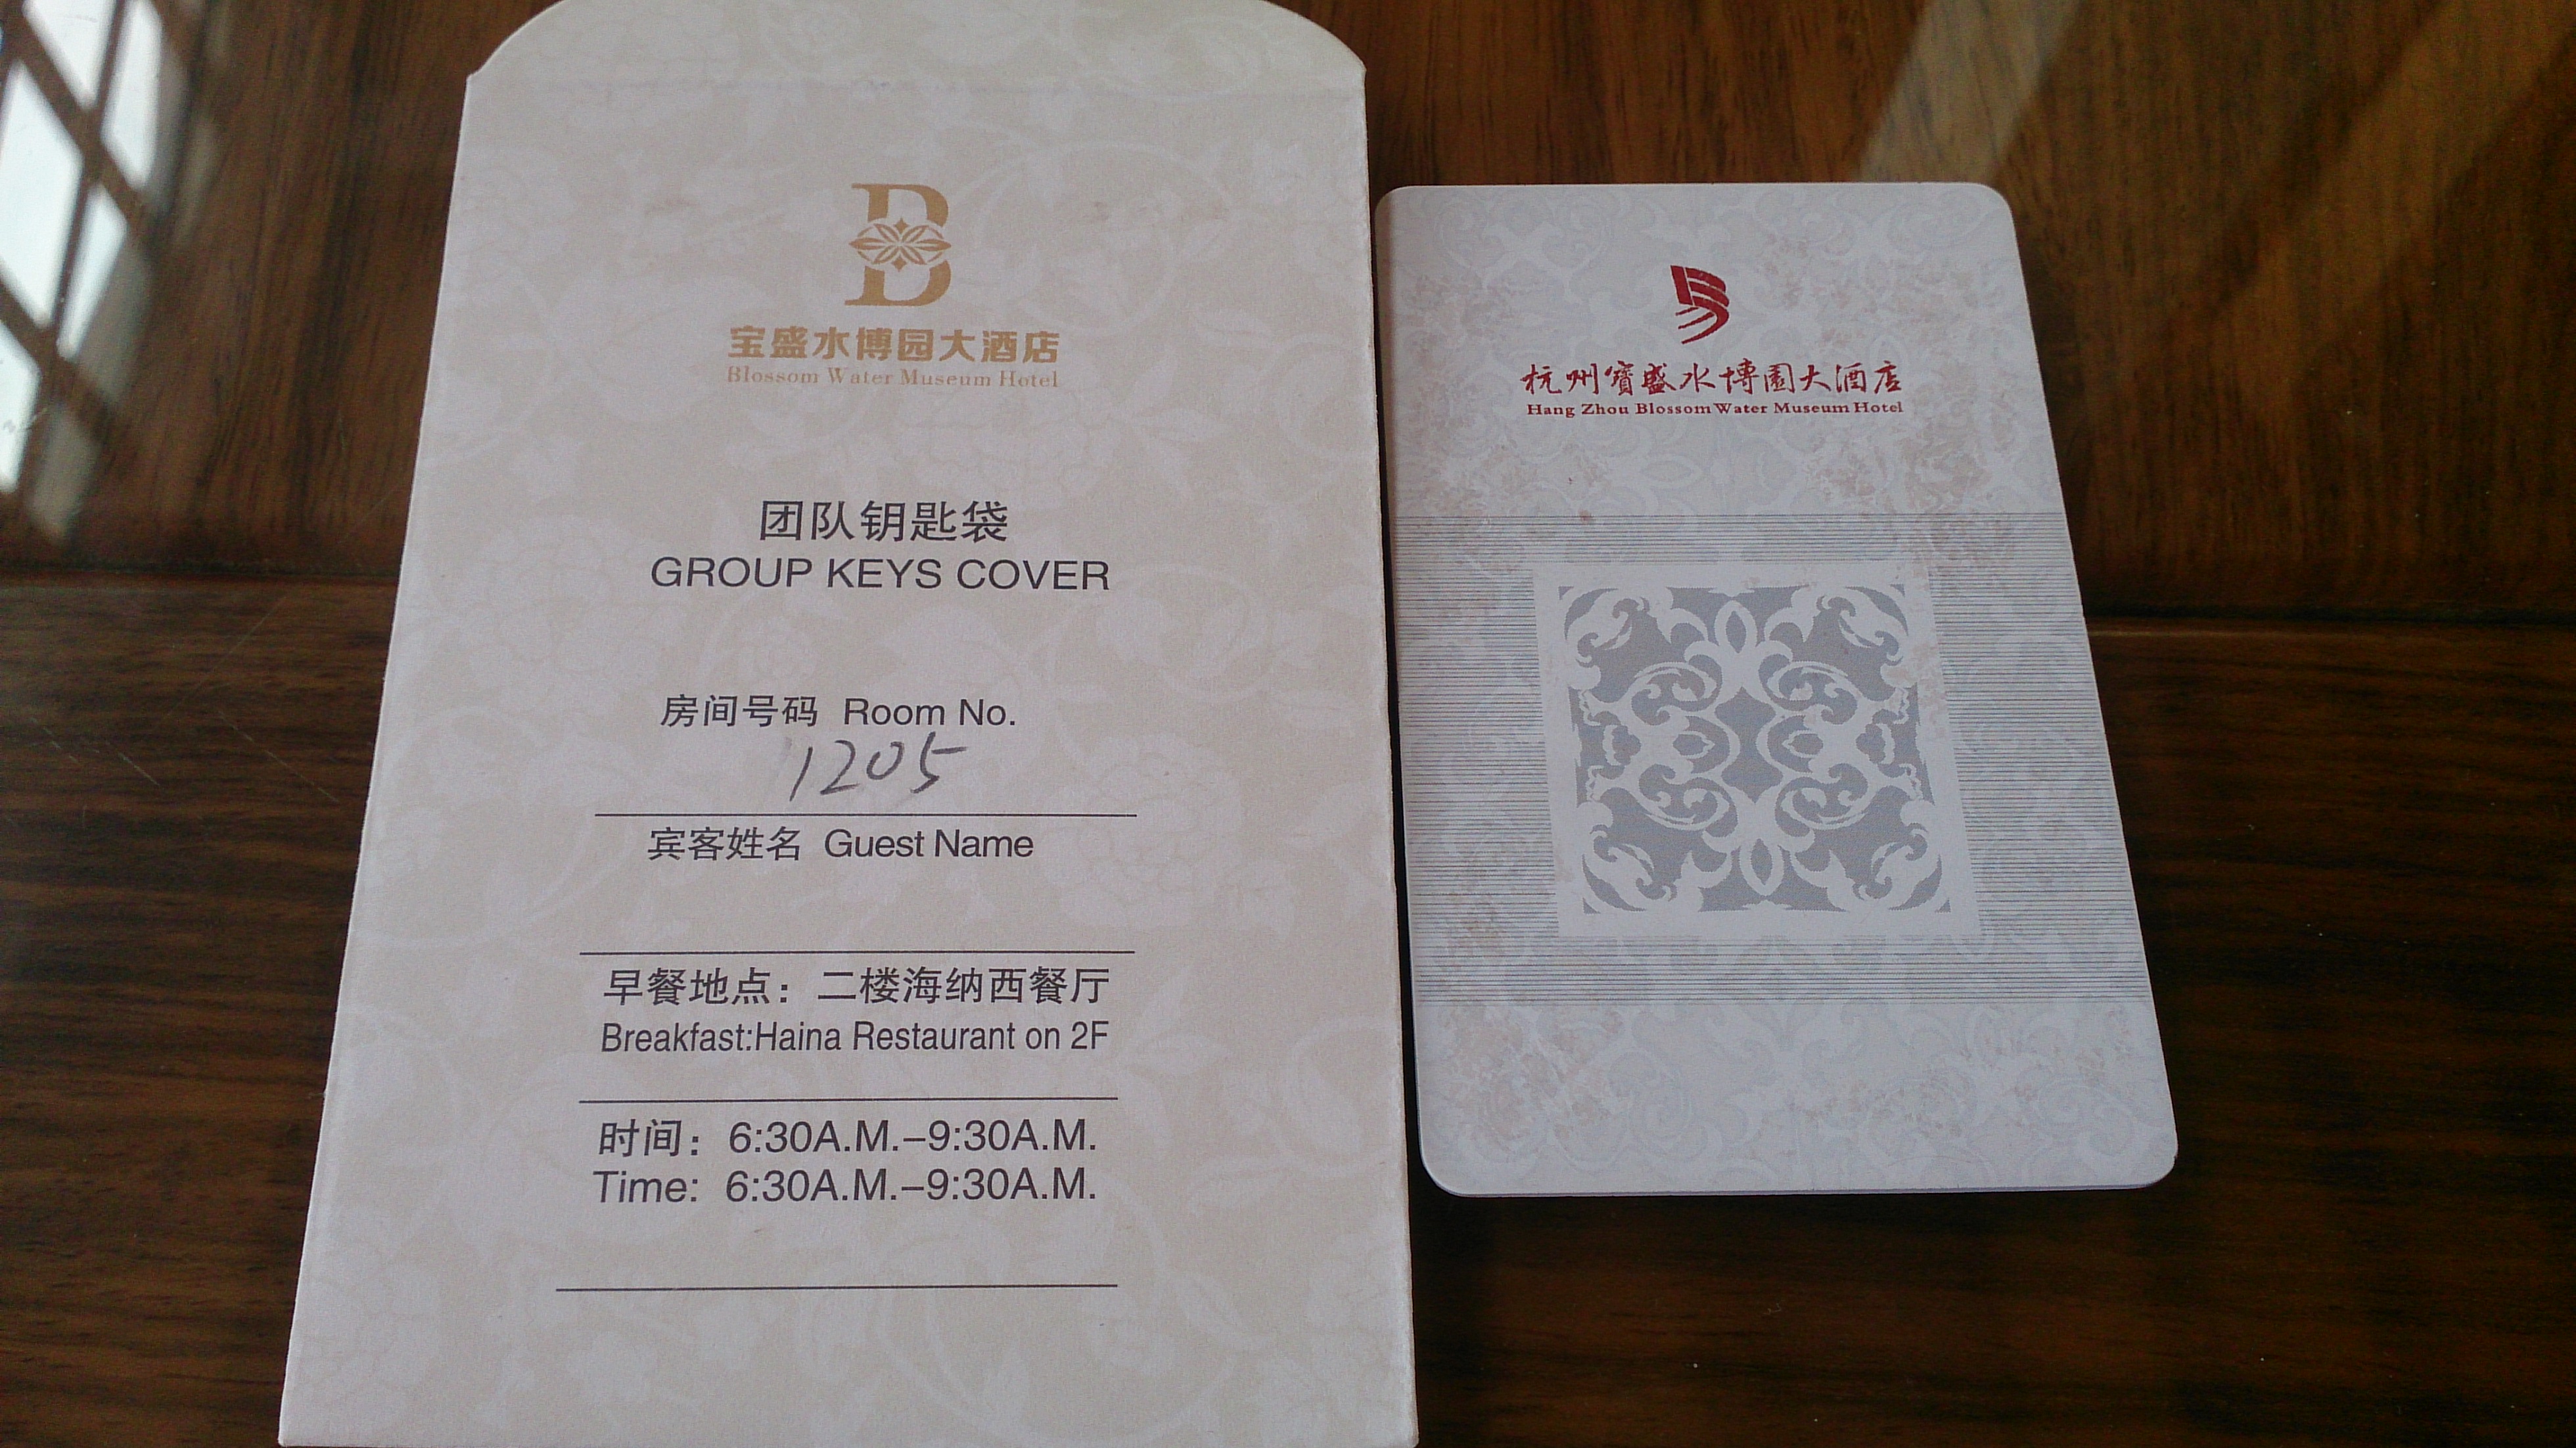 宝盛水博园大酒店
Blossom Water Museum Hotel
团队钥匙袋
GROUP KEYS COVER
房间号码 Room No.
1205
宾客姓名 Guest Name
早餐地点：二楼海纳西餐厅
Breakfast:Haina Restaurant on 2F
时间：6:30A.M.–9:30A.M.
Time: 6:30A.M.–9:30A.M.
杭州寶盛水博園大酒店
Hang Zhou Blossom Water Museum Hotel